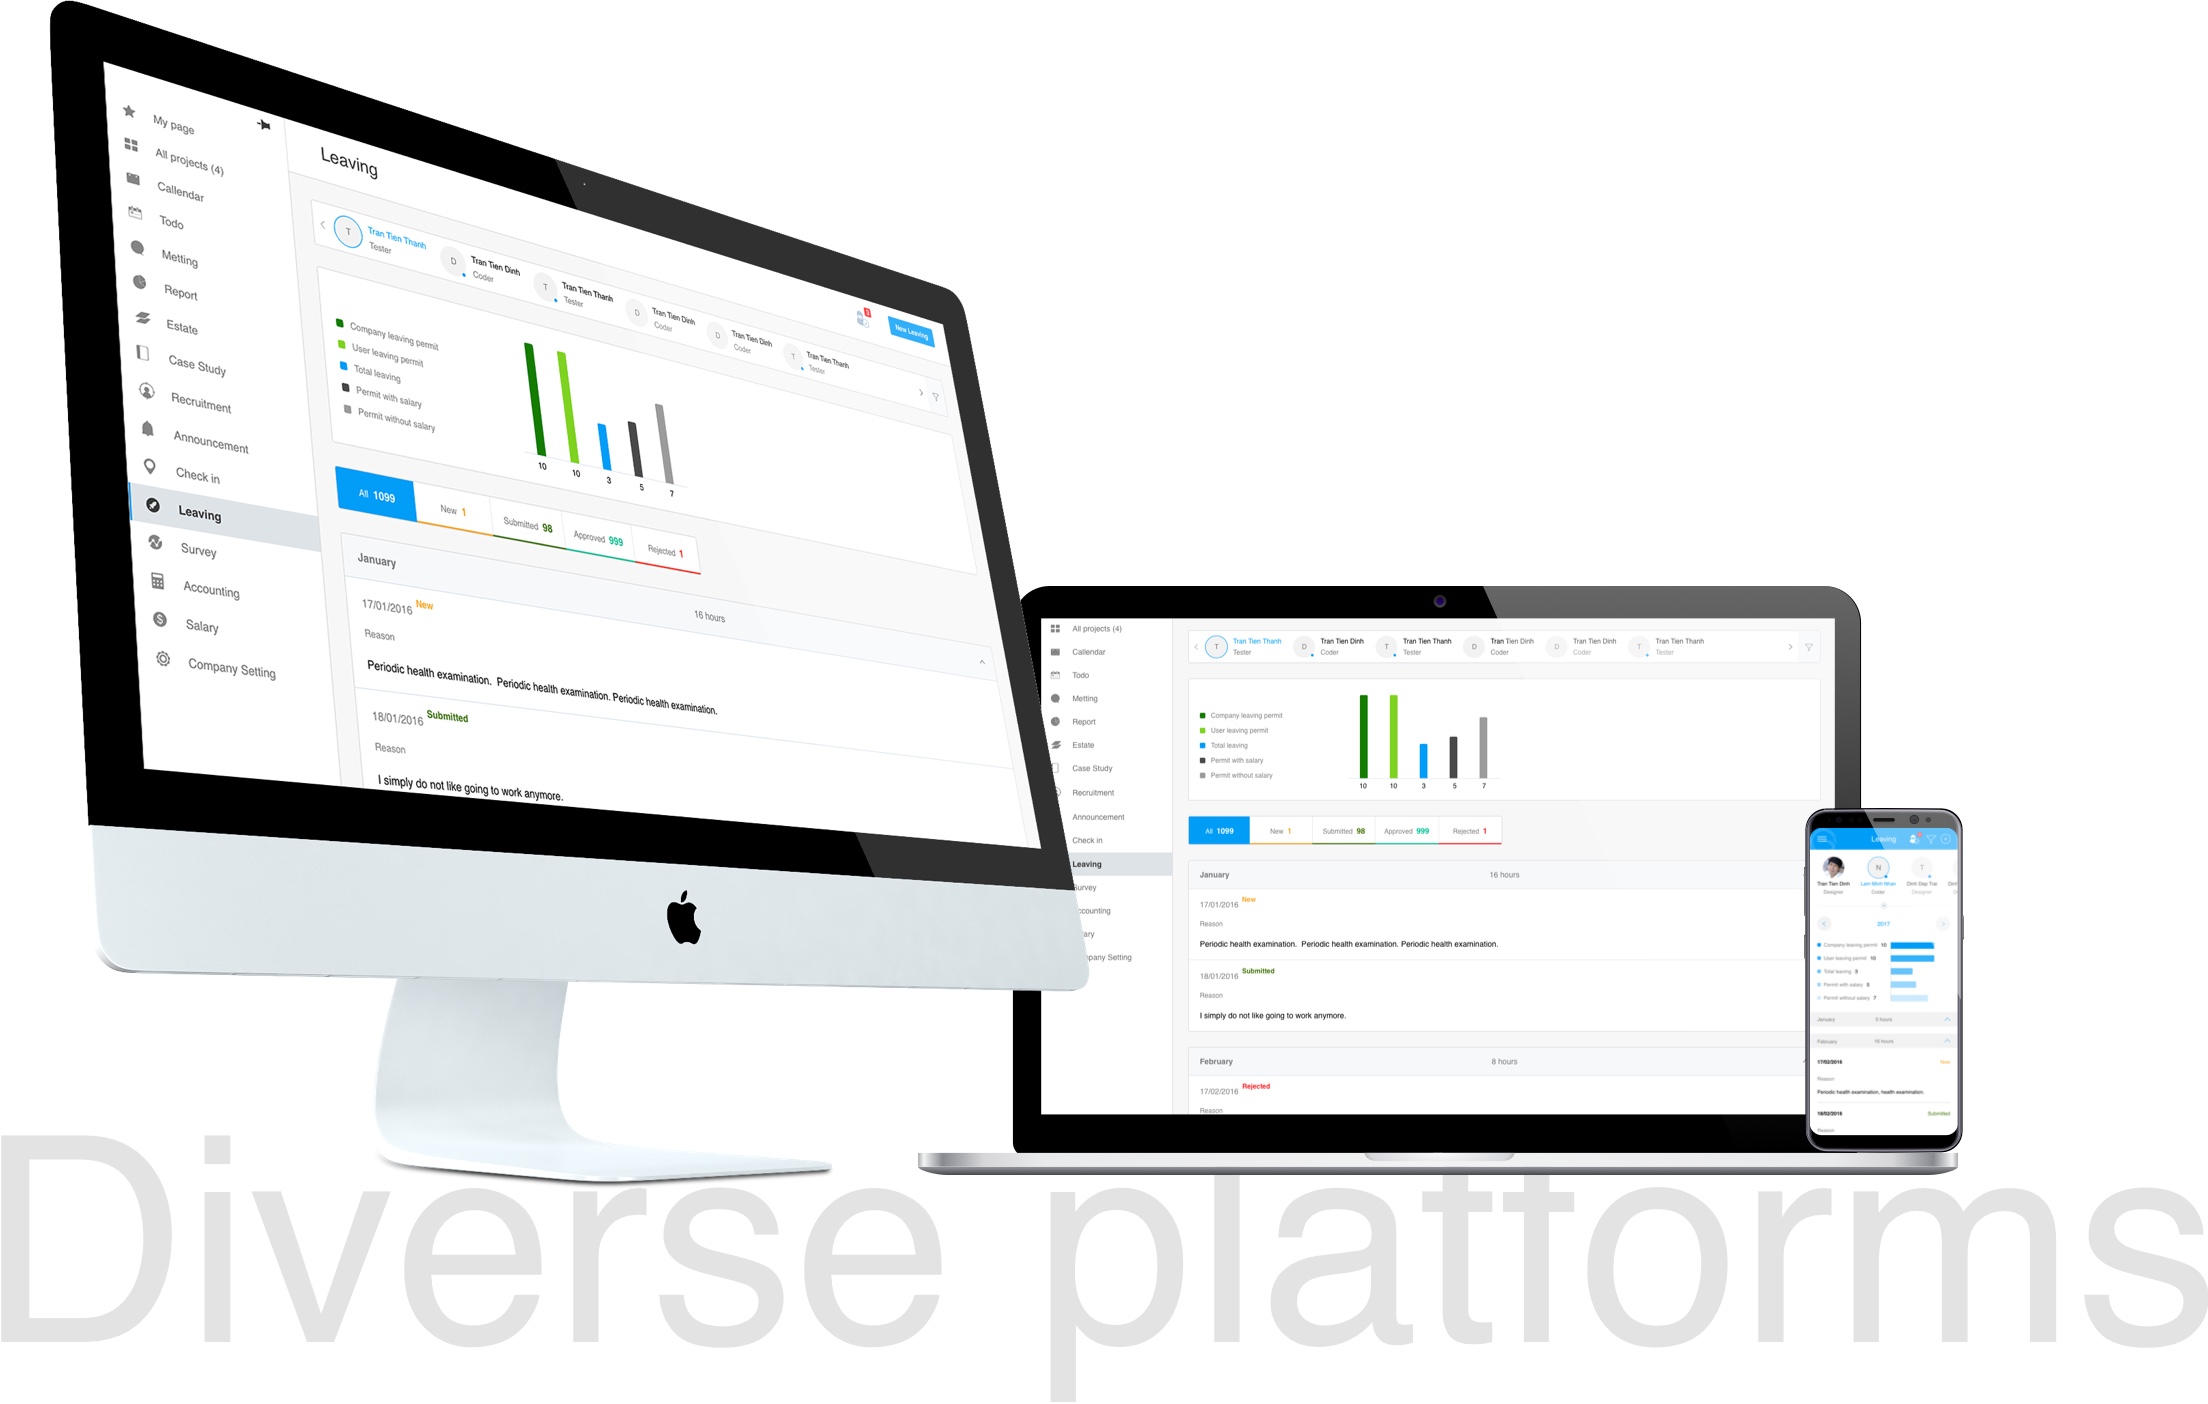 My page
All projects (4)
Callendar
Todo
Metting
Report
Estate
Case Study
Recruitment
Announcement
Check in
Leaving
Survey
Accounting
Salary
Company Setting
Leaving
New Leaving
T Tran Tien Thanh Tester
D Tran Tien Dinh Coder
T Tran Tien Thanh Tester
D Tran Tien Dinh Coder
D Tran Tien Dinh Coder
T Tran Tien Thanh Tester
Company leaving permit
User leaving permit
Total leaving
Permit with salary
Permit without salary
10 10 3 5 7
All 1099 New 1 Submitted 98 Approved 999 Rejected 1
January 16 hours
17/01/2016 New
Reason
Periodic health examination. Periodic health examination. Periodic health examination.
18/01/2016 Submitted
Reason
I simply do not like going to work anymore.
All projects (4)
Callendar
Todo
Metting
Report
Estate
Case Study
Recruitment
Announcement
Check in
Leaving
Survey
ccounting
ary
pany Setting
T Tran Tien Thanh Tester
D Tran Tien Dinh Coder
T Tran Tien Thanh Tester
D Tran Tien Dinh Coder
D Tran Tien Dinh Coder
T Tran Tien Thanh Tester
Company leaving permit
User leaving permit
Total leaving
Permit with salary
Permit without salary
10 10 3 5 7
All 1099 New 1 Submitted 98 Approved 999 Rejected 1
January 16 hours
17/01/2016 New
Reason
Periodic health examination. Periodic health examination. Periodic health examination.
18/01/2016 Submitted
Reason
I simply do not like going to work anymore.
February 8 hours
17/02/2016 Rejected
Reason
Leaving
N T
Tran Tien Dinh Lam Minh Nhan Dinh Dep Trai
Designer Coder Designer
2017
Company leaving permit 10
User leaving permit 10
Total leaving 3
Permit with salary 5
Permit without salary 7
January 5 hours
February 16 hours
17/02/2016 New
Reason
Periodic health examination, health examination.
18/02/2016 Submitted
Reason
Diverse platforms